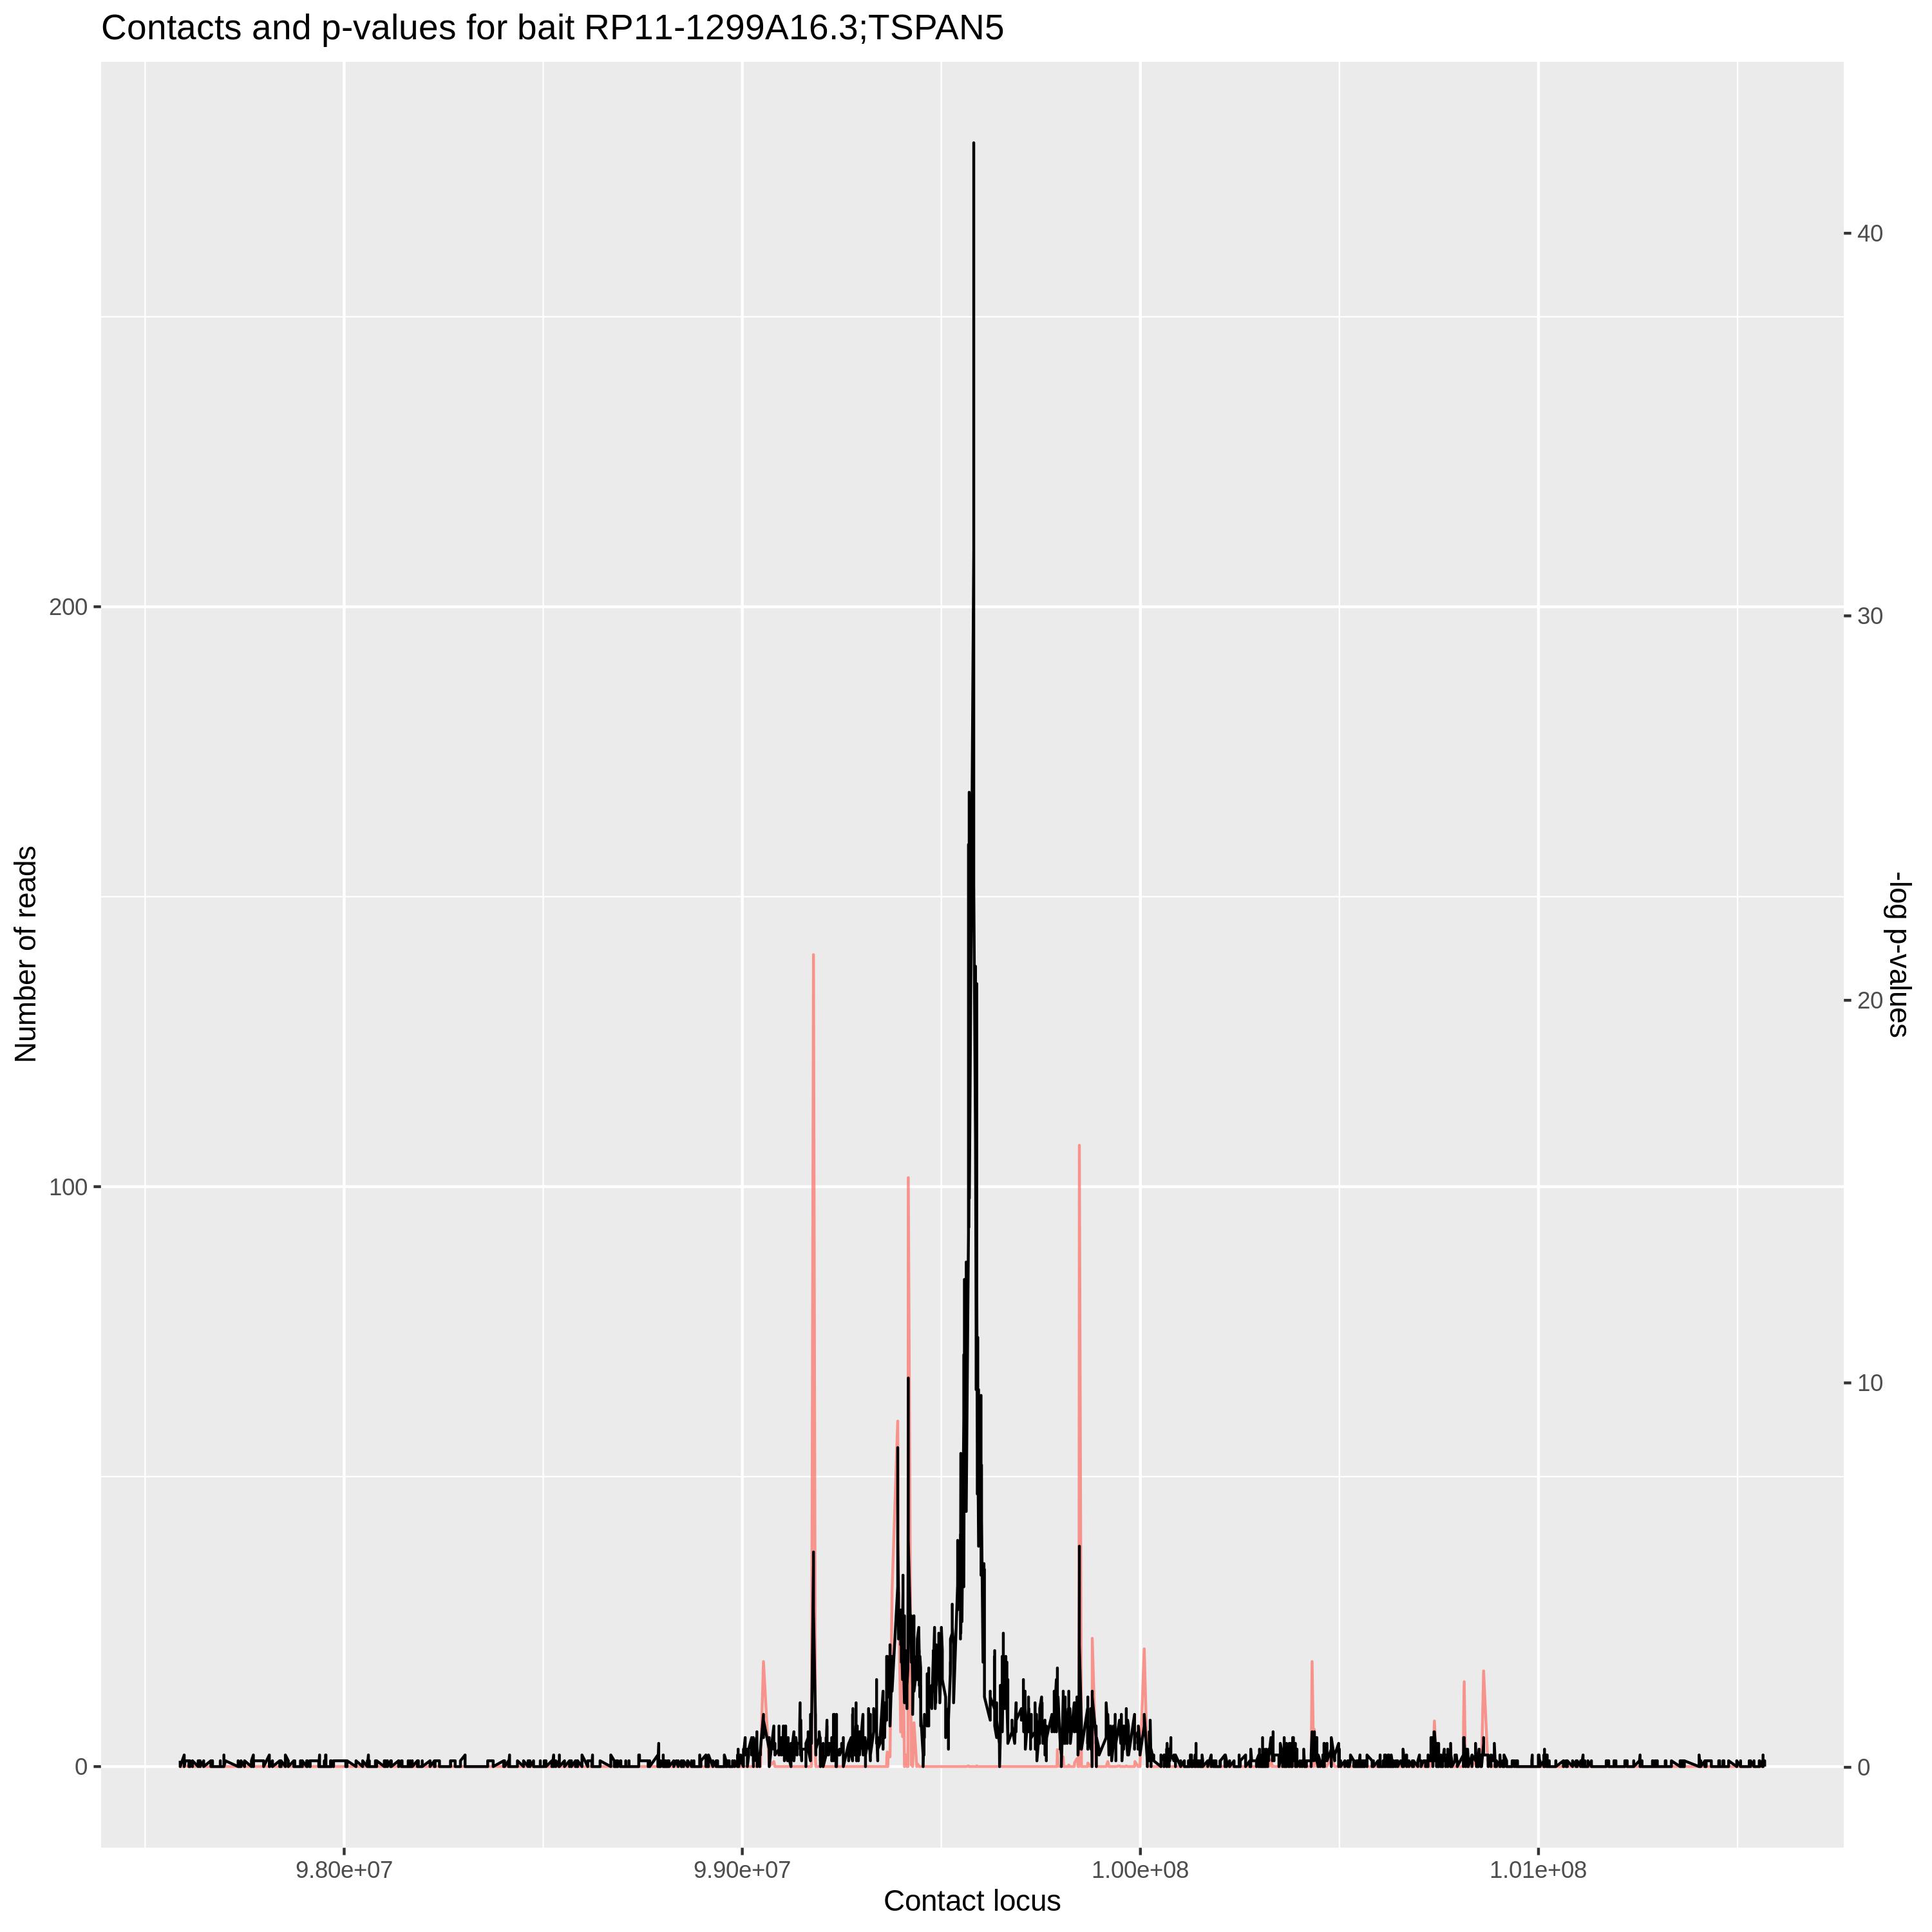 Contacts and p-values for bait RP11-1299A16.3;TSPAN5
Number of reads
200
100
0
40
30
20
10
0
-log p-values
9.80e+07
9.90e+07
1.00e+08
1.01e+08
Contact locus